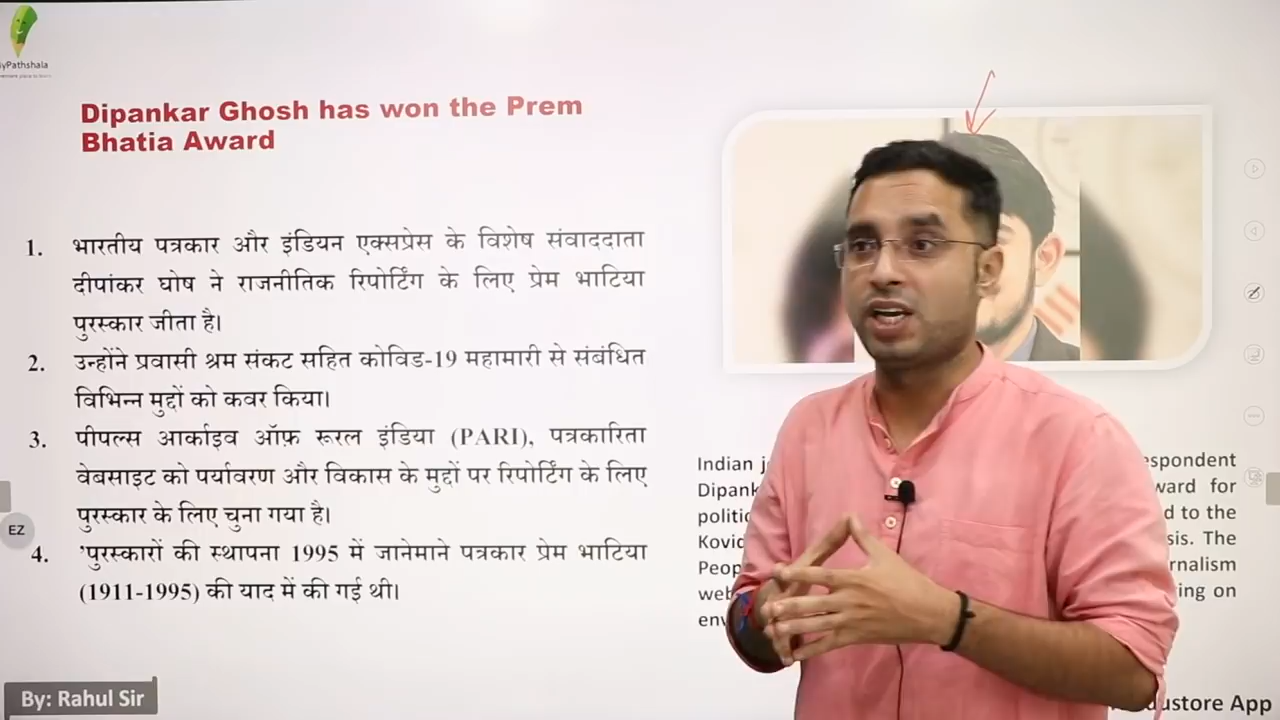 Pathshala
Dipankar Ghosh has won the Prem
Bhatia Award
1. भारतीय पत्रकार और इंडियन एक्सप्रेस के विशेष संवाददाता
दीपांकर घोष ने राजनीतिक रिपोर्टिंग के लिए प्रेम भाटिया
पुरस्कार जीता है।
2. उन्होंने प्रवासी श्रम संकट सहित कोविड-19 महामारी से संबंधित
विभिन्न मुद्दों को कवर किया।
3. पीपल्स आर्काइव ऑफ़ रूरल इंडिया (PARI), पत्रकारिता
वेबसाइट को पर्यावरण और विकास के मुद्दों पर रिपोर्टिंग के लिए
पुरस्कार के लिए चुना गया है।
4. 'पुरस्कारों की स्थापना 1995 में जानेमाने पत्रकार प्रेम भाटिया
(1911-1995) की याद में की गई थी।
Indian
Dipank
politic ward for
Kovid d to the
Peop sis. The
web rnalism
env ing on
EZ
By: Rahul Sir
App